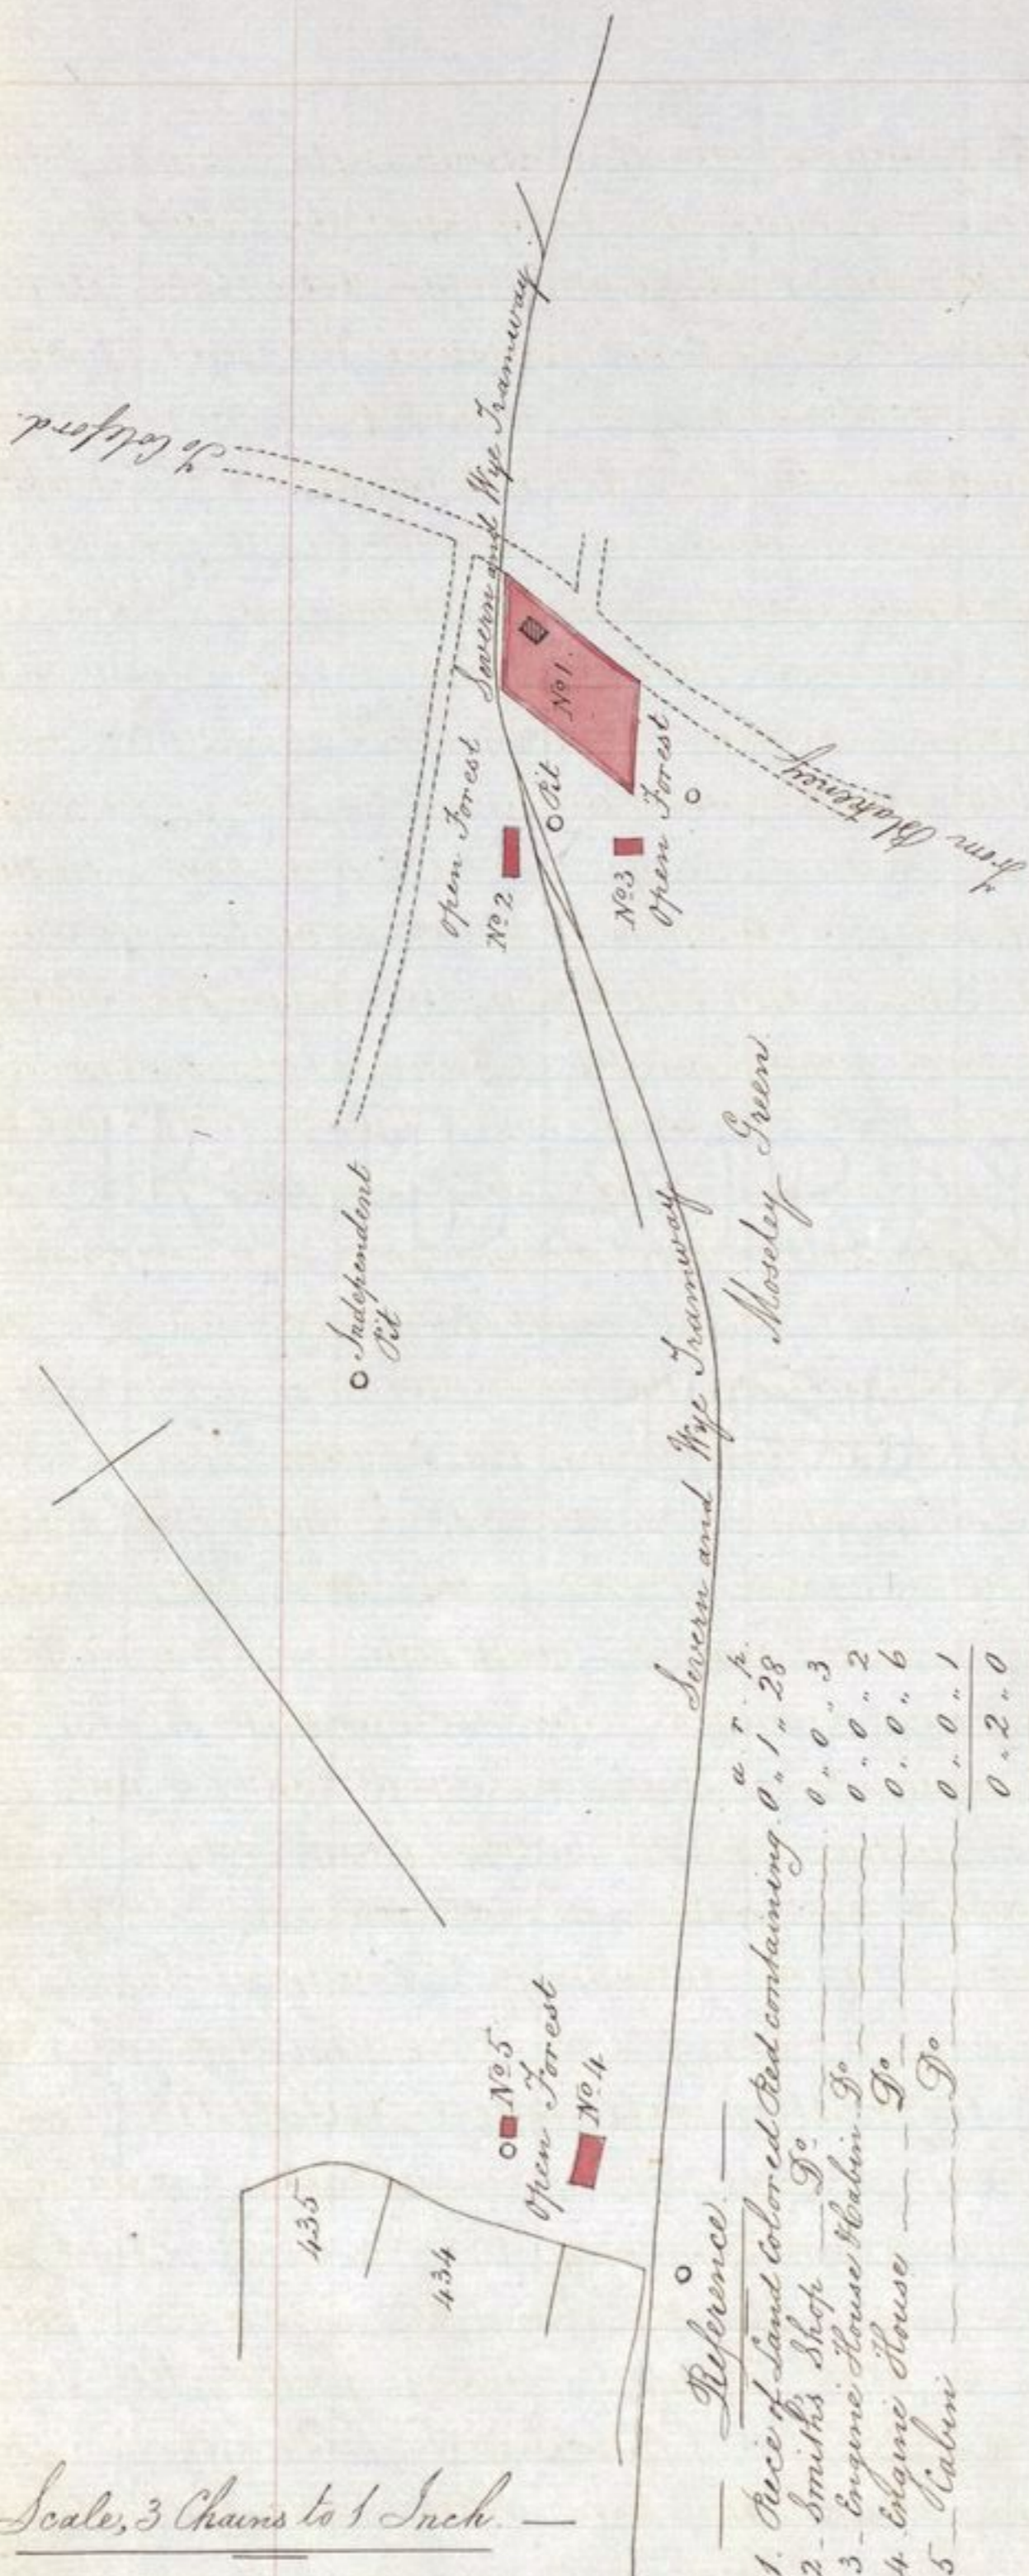 To Coleford.
Severn and Wye Tramway.
No 1.
Open Forest
No 2
Pit
No 3
Open Forest
From Blakeney
Independent
Pit
Moseley Green.
Severn and Wye Tramway
No 5
Open Forest
No 4
435
434
Scale, 3 Chains to 1 Inch. —
— Reference. —
a. r. p.
1. Piece of Land Colored Red containing. 0 " 1 " 28
2 - Smith's Shop — Do — 0 " 0 " 3
3 - Engine House & Cabin Do — 0 " 0 " 2
4. Engine House — Do — 0 " 0 " 6
5 — Cabin — Do — 0 " 0 " 1
0 " 2 " 0